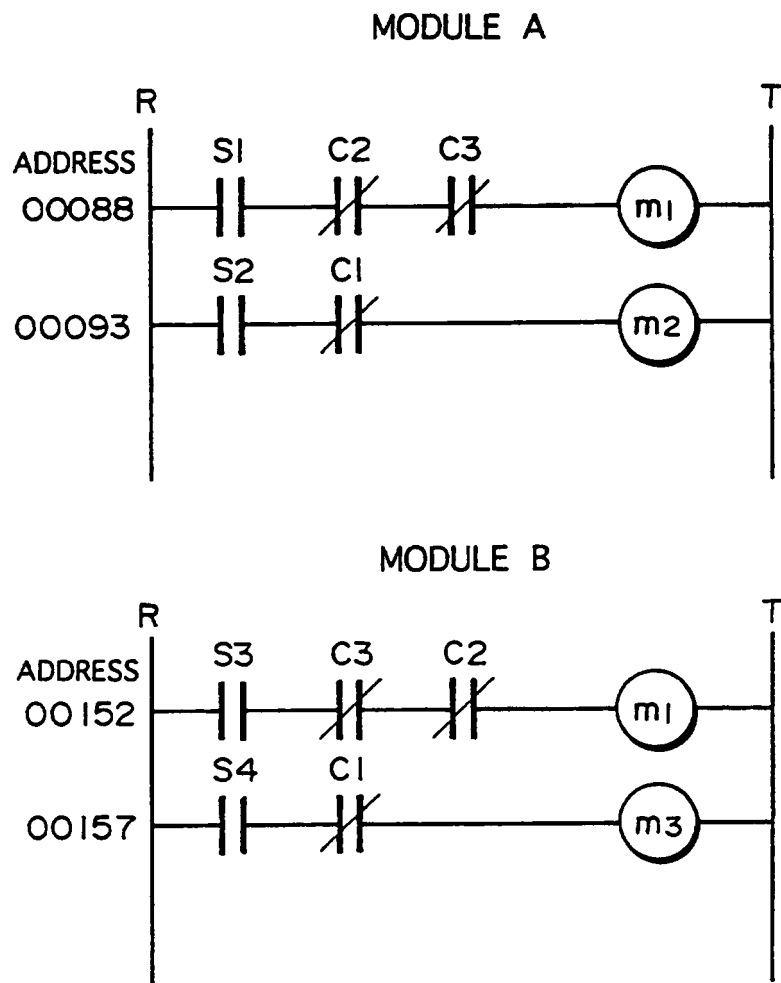 MODULE A
R T
ADDRESS
S1 C2 C3
00088 m1
S2 C1
00093 m2
MODULE B
R T
ADDRESS
S3 C3 C2
00152 m1
S4 C1
00157 m3